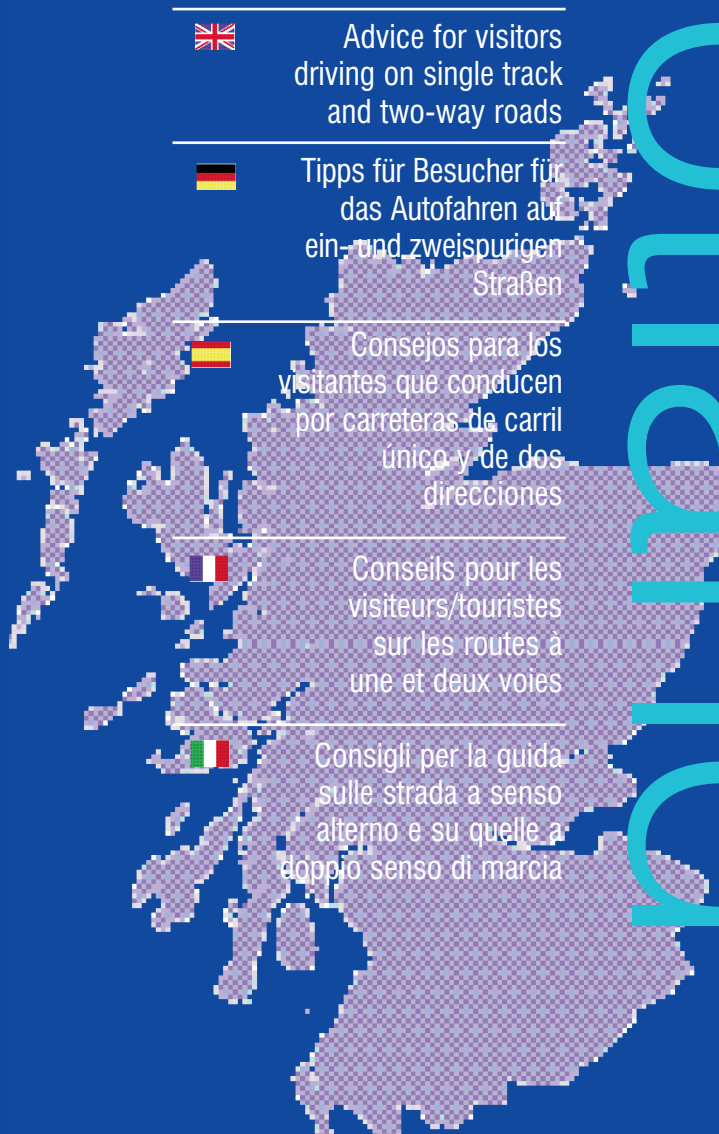 Advice for visitors
driving on single track
and two-way roads
Tipps für Besucher für
das Autofahren auf
ein- und zweispurigen
Straßen
Consejos para los
visitantes que conducen
por carreteras de carril
único y de dos
direcciones
Conseils pour les
visiteurs/touristes
sur les routes à
une et deux voies
Consigli per la guida
sulle strada a senso
alterno e su quelle a
doppio senso di marcia